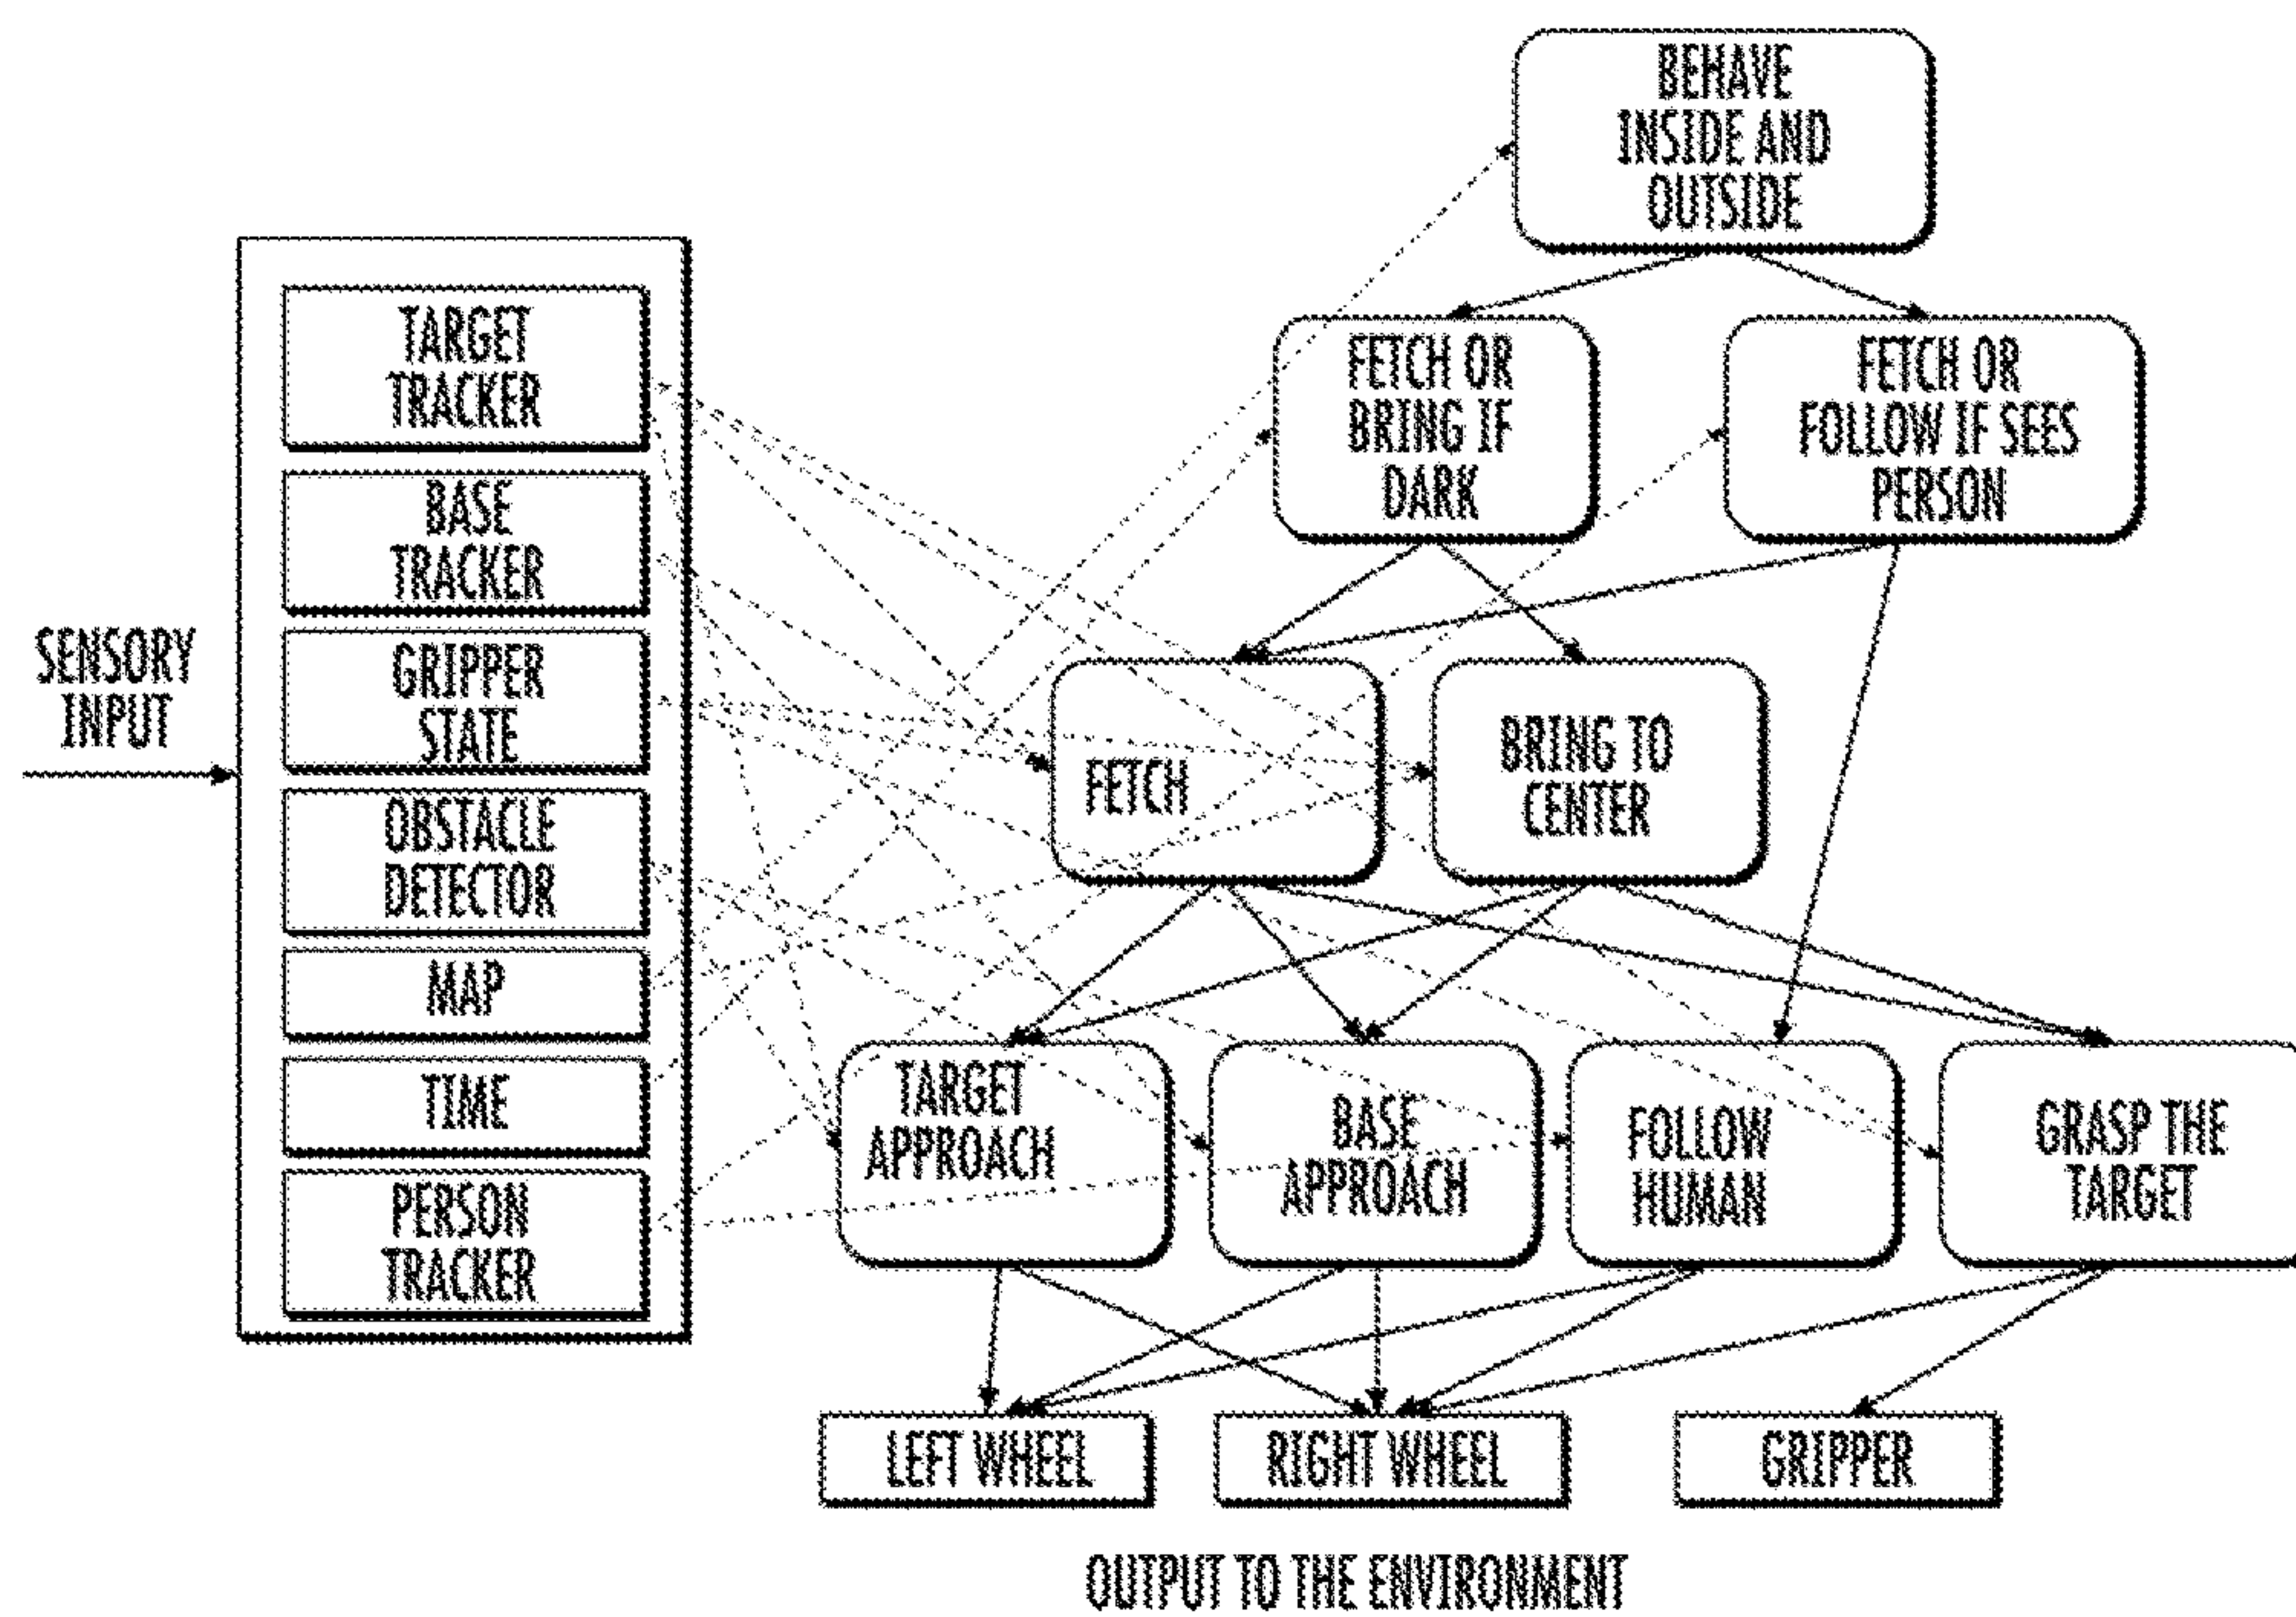 SENSORY
INPUT
TARGET
TRACKER
BASE
TRACKER
GRIPPER
STATE
OBSTACLE
DETECTOR
MAP
TIME
PERSON
TRACKER
BEHAVE
INSIDE AND
OUTSIDE
FETCH OR
BRING IF
DARK
FETCH OR
FOLLOW IF SEES
PERSON
FETCH
BRING TO
CENTER
TARGET
APPROACH
BASE
APPROACH
FOLLOW
HUMAN
GRASP THE
TARGET
LEFT WHEEL
RIGHT WHEEL
GRIPPER
OUTPUT TO THE ENVIRONMENT